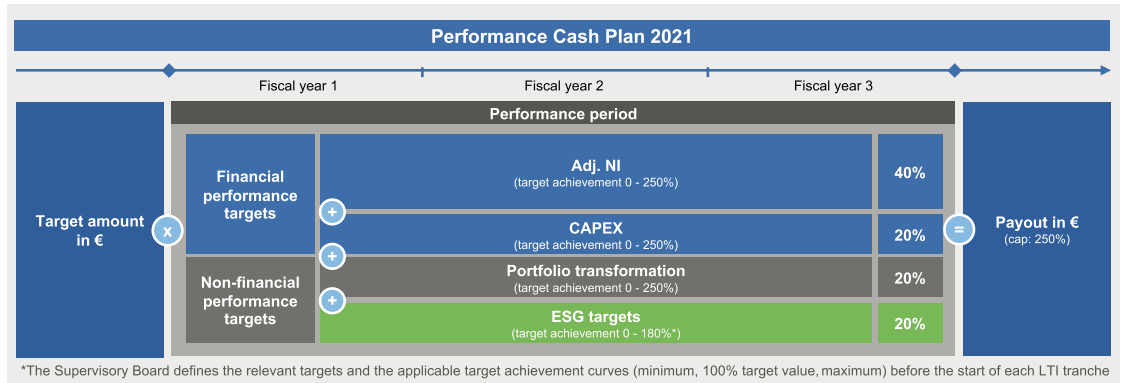 Performance Cash Plan 2021
Fiscal year 1
Fiscal year 2
Fiscal year 3
Performance period
Target amount
in €
x
Financial
performance
targets
Adj. NI
(target achievement 0 - 250%)
40%
+
CAPEX
(target achievement 0 - 250%)
20%
+
Non-financial
performance
targets
Portfolio transformation
(target achievement 0 - 250%)
20%
+
ESG targets
(target achievement 0 - 180%*)
20%
=
Payout in €
(cap: 250%)
*The Supervisory Board defines the relevant targets and the applicable target achievement curves (minimum, 100% target value, maximum) before the start of each LTI tranche